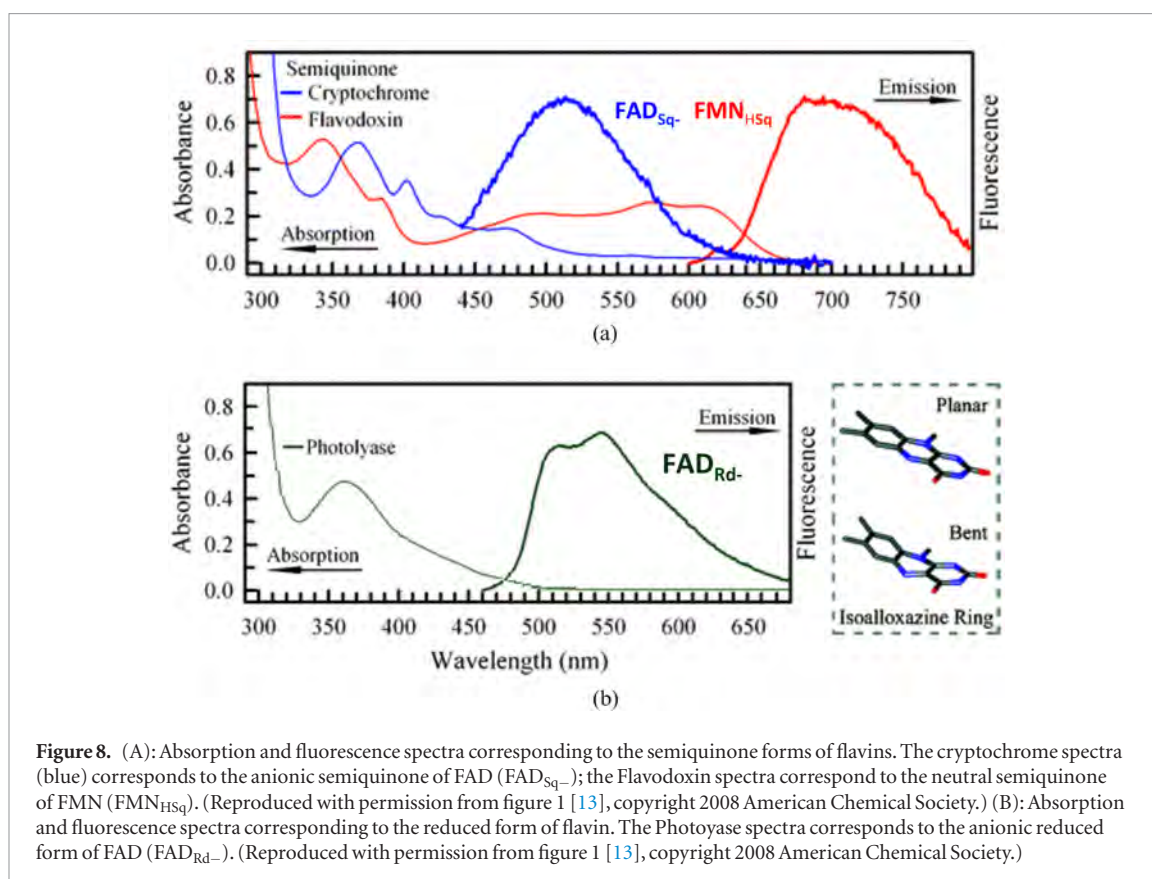 Semiquinone
Cryptochrome
Flavodoxin
Emission
FADSq- FMNHSq
Absorption
Absorbance
Fluorescence
0.8
0.6
0.4
0.2
0.0
300 350 400 450 500 550 600 650 700 750
(a)
Emission
Photolyase
FADRd-
Absorption
Absorbance
Fluorescence
0.8
0.6
0.4
0.2
0.0
300 350 400 450 500 550 600 650
Wavelength (nm)
Planar
Bent
Isoalloxazine Ring
(b)
Figure 8. (A): Absorption and fluorescence spectra corresponding to the semiquinone forms of flavins. The cryptochrome spectra
(blue) corresponds to the anionic semiquinone of FAD (FADSq−); the Flavodoxin spectra correspond to the neutral semiquinone
of FMN (FMNHSq). (Reproduced with permission from figure 1 [13], copyright 2008 American Chemical Society.) (B): Absorption
and fluorescence spectra corresponding to the reduced form of flavin. The Photoyase spectra corresponds to the anionic reduced
form of FAD (FADRd−). (Reproduced with permission from figure 1 [13], copyright 2008 American Chemical Society.)